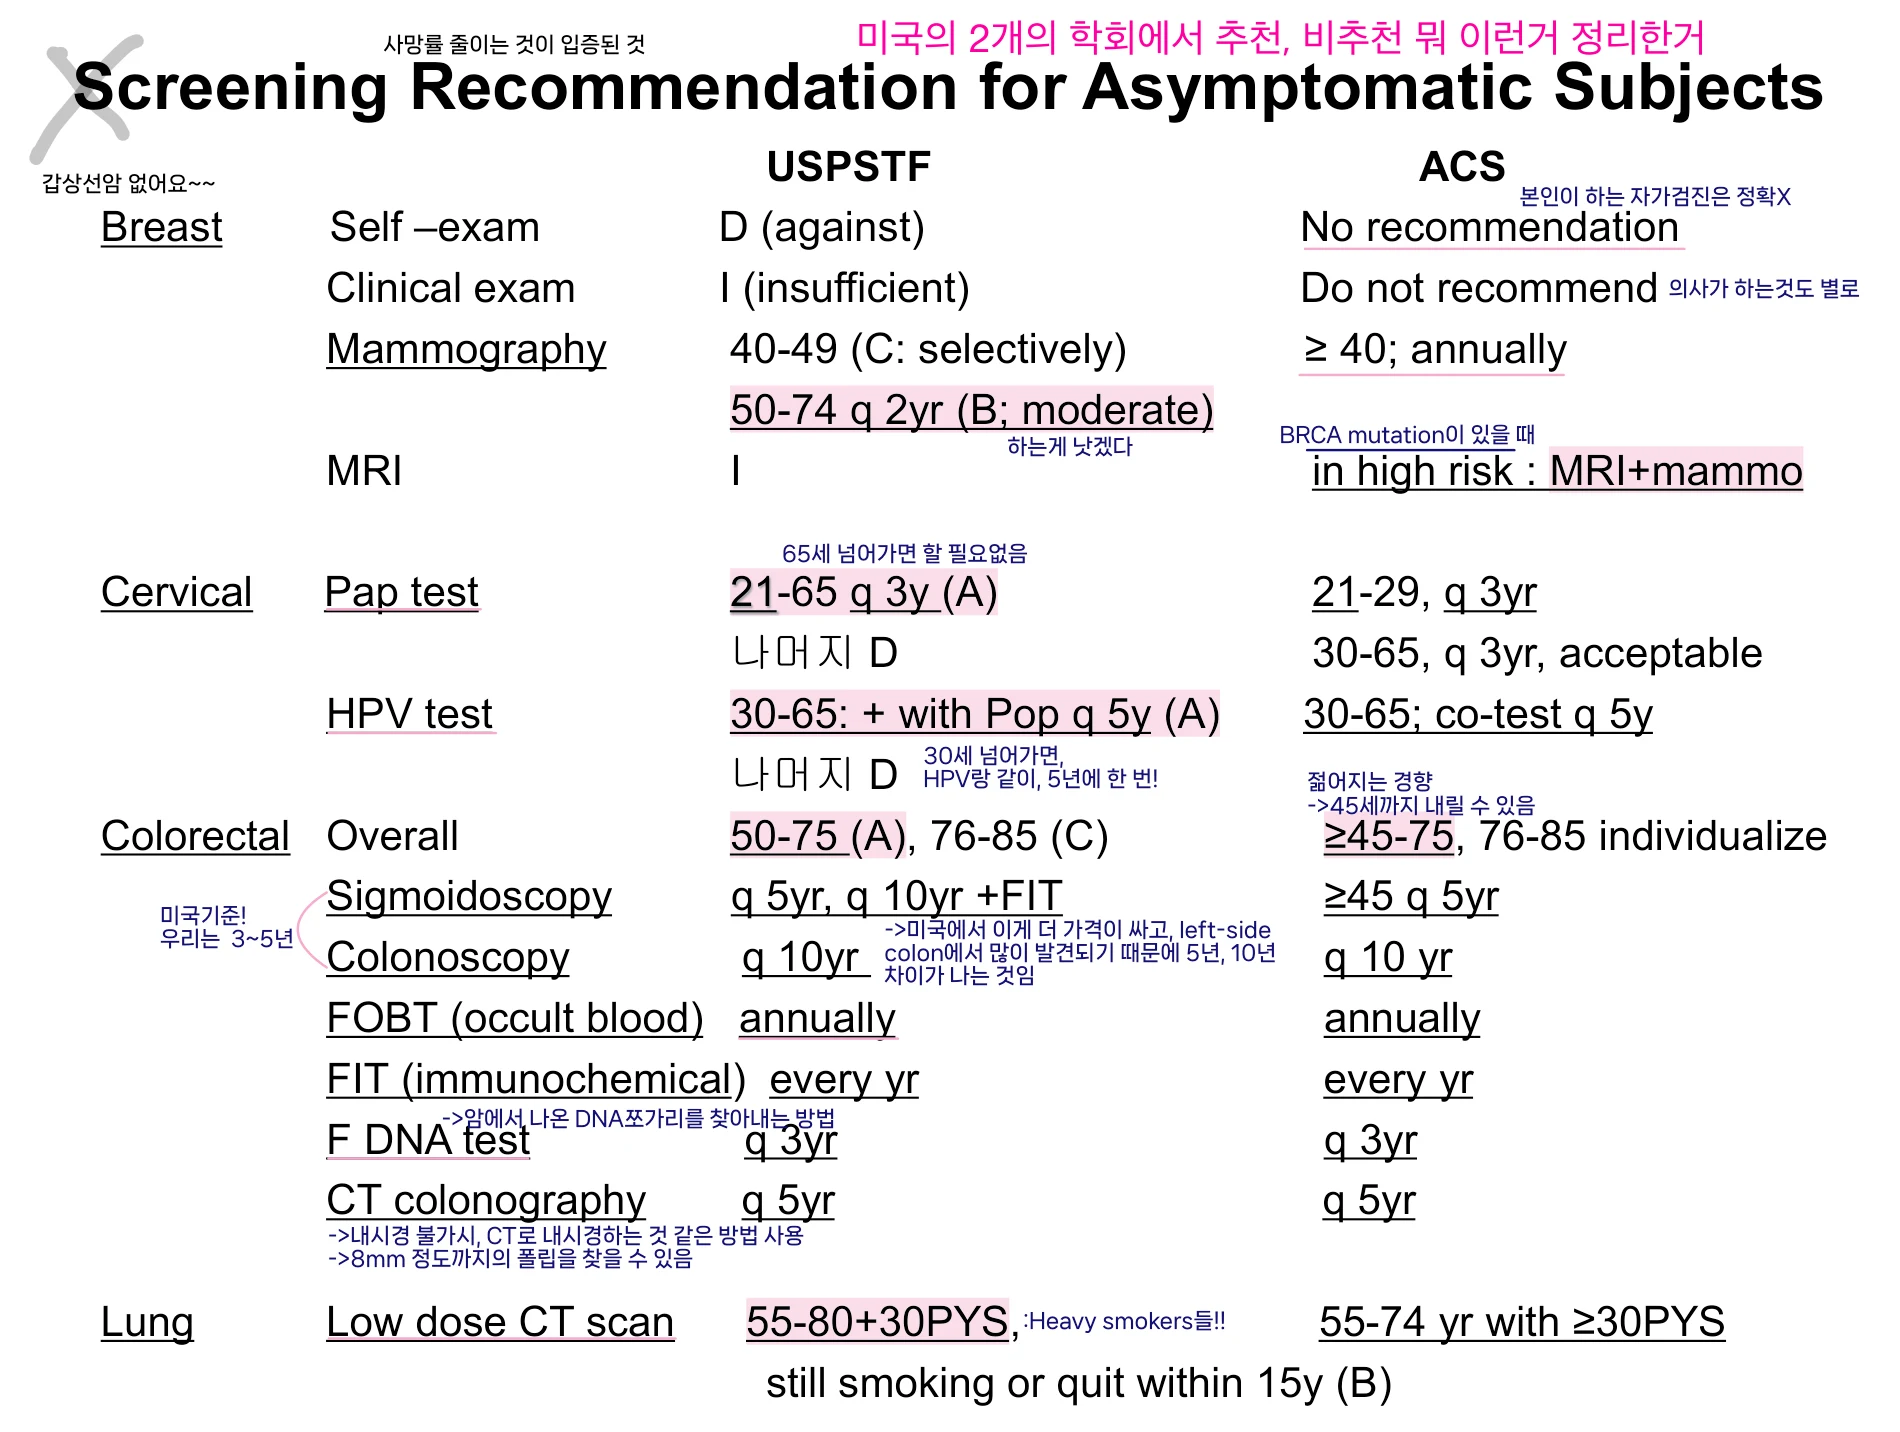 사망률 줄이는 것이 입증된 것
미국의 2개의 학회에서 추천, 비추천 뭐 이런거 정리한거
Screening Recommendation for Asymptomatic Subjects
USPSTF ACS
갑상선암 없어요~~
본인이 하는 자가검진은 정확X
Breast Self –exam D (against) No recommendation
Clinical exam I (insufficient) Do not recommend 의사가 하는것도 별로
Mammography 40-49 (C: selectively) ≥ 40; annually
50-74 q 2yr (B; moderate)
하는게 낫겠다
BRCA mutation이 있을 때
MRI I in high risk : MRI+mammo
65세 넘어가면 할 필요없음
Cervical Pap test 21-65 q 3y (A) 21-29, q 3yr
나머지 D 30-65, q 3yr, acceptable
HPV test 30-65: + with Pop q 5y (A) 30-65; co-test q 5y
나머지 D
30세 넘어가면,
HPV랑 같이, 5년에 한 번!
젊어지는 경향
->45세까지 내릴 수 있음
Colorectal Overall 50-75 (A), 76-85 (C) ≥45-75, 76-85 individualize
Sigmoidoscopy q 5yr, q 10yr +FIT ≥45 q 5yr
미국기준!
우리는 3~5년
->미국에서 이게 더 가격이 싸고, left-side
colon에서 많이 발견되기 때문에 5년, 10년
차이가 나는 것임
Colonoscopy q 10yr q 10 yr
FOBT (occult blood) annually annually
FIT (immunochemical) every yr every yr
->암에서 나온 DNA쪼가리를 찾아내는 방법
F DNA test q 3yr q 3yr
CT colonography q 5yr q 5yr
->내시경 불가시, CT로 내시경하는 것 같은 방법 사용
->8mm 정도까지의 폴립을 찾을 수 있음
Lung Low dose CT scan 55-80+30PYS, :Heavy smokers들!! 55-74 yr with ≥30PYS
still smoking or quit within 15y (B)